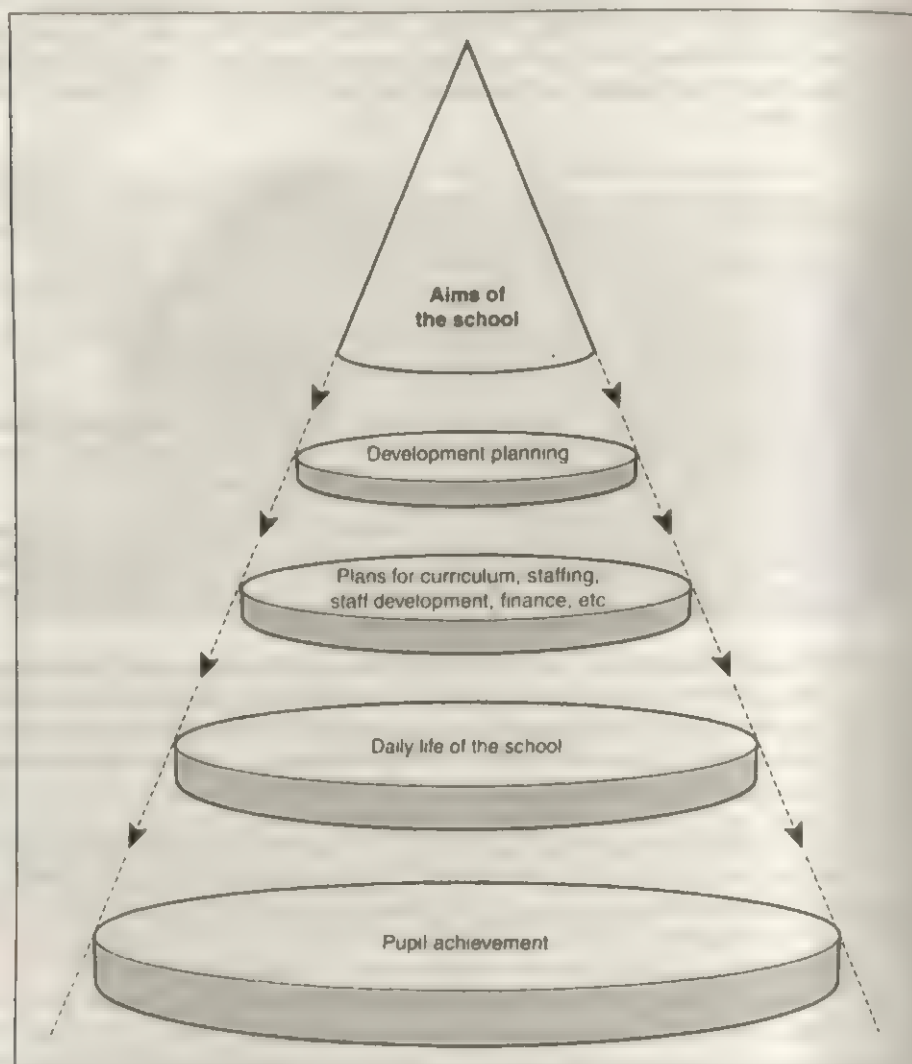 Aims of
the school
Development planning
Plans for curriculum, staffing,
staff development, finance, etc
Daily life of the school
Pupil achievement